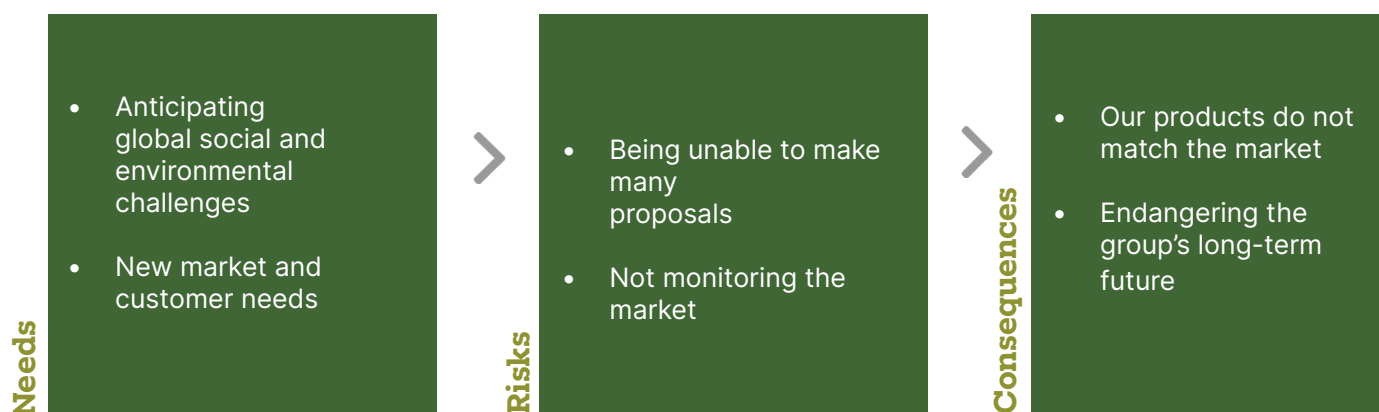 Needs
• Anticipating
global social and
environmental
challenges
• New market and
customer needs
Risks
• Being unable to make
many
proposals
• Not monitoring the
market
Consequences
• Our products do not
match the market
• Endangering the
group’s long-term
future